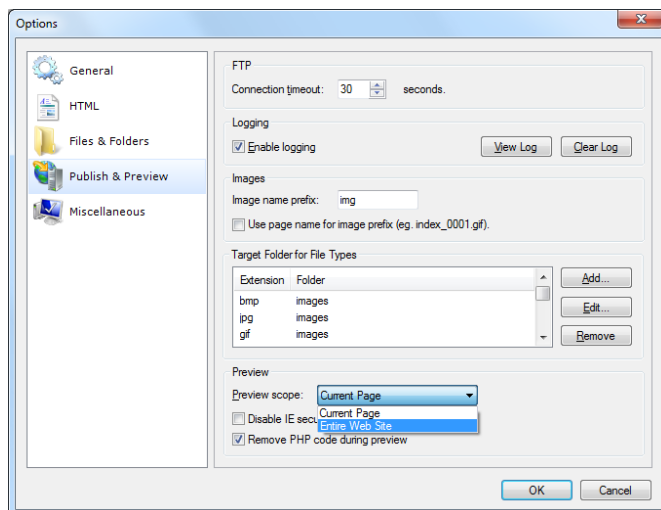 Options
General
HTML
Files & Folders
Publish & Preview
Miscellaneous
FTP
Connection timeout: 30 seconds.
Logging
Enable logging View Log Clear Log
Images
Image name prefix: img
Use page name for image prefix (eg. index_0001.gif).
Target Folder for File Types
Extension Folder
bmp images
jpg images
gif images
Add...
Edit...
Remove
Preview
Preview scope: Current Page
Current Page
Entire Web Site
Disable IE
Remove PHP code during preview
OK Cancel